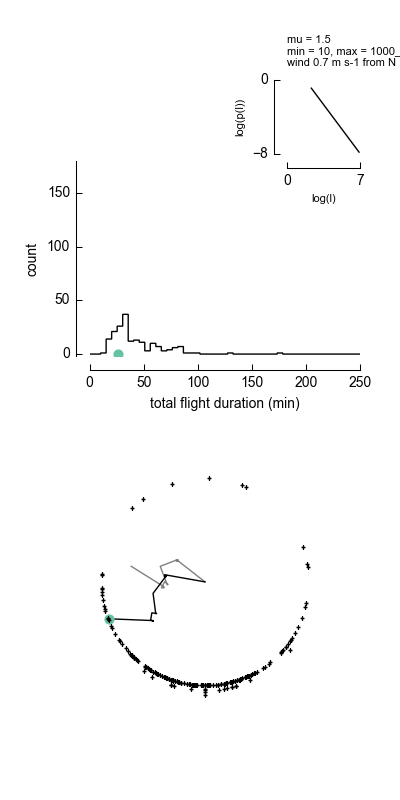 mu = 1.5
min = 10, max = 1000_
wind 0.7 m s-1 from N
0
log(p(l))
−8
0
7
log(l)
150
100
count
50
0
0
50
100
150
200
250
total flight duration (min)